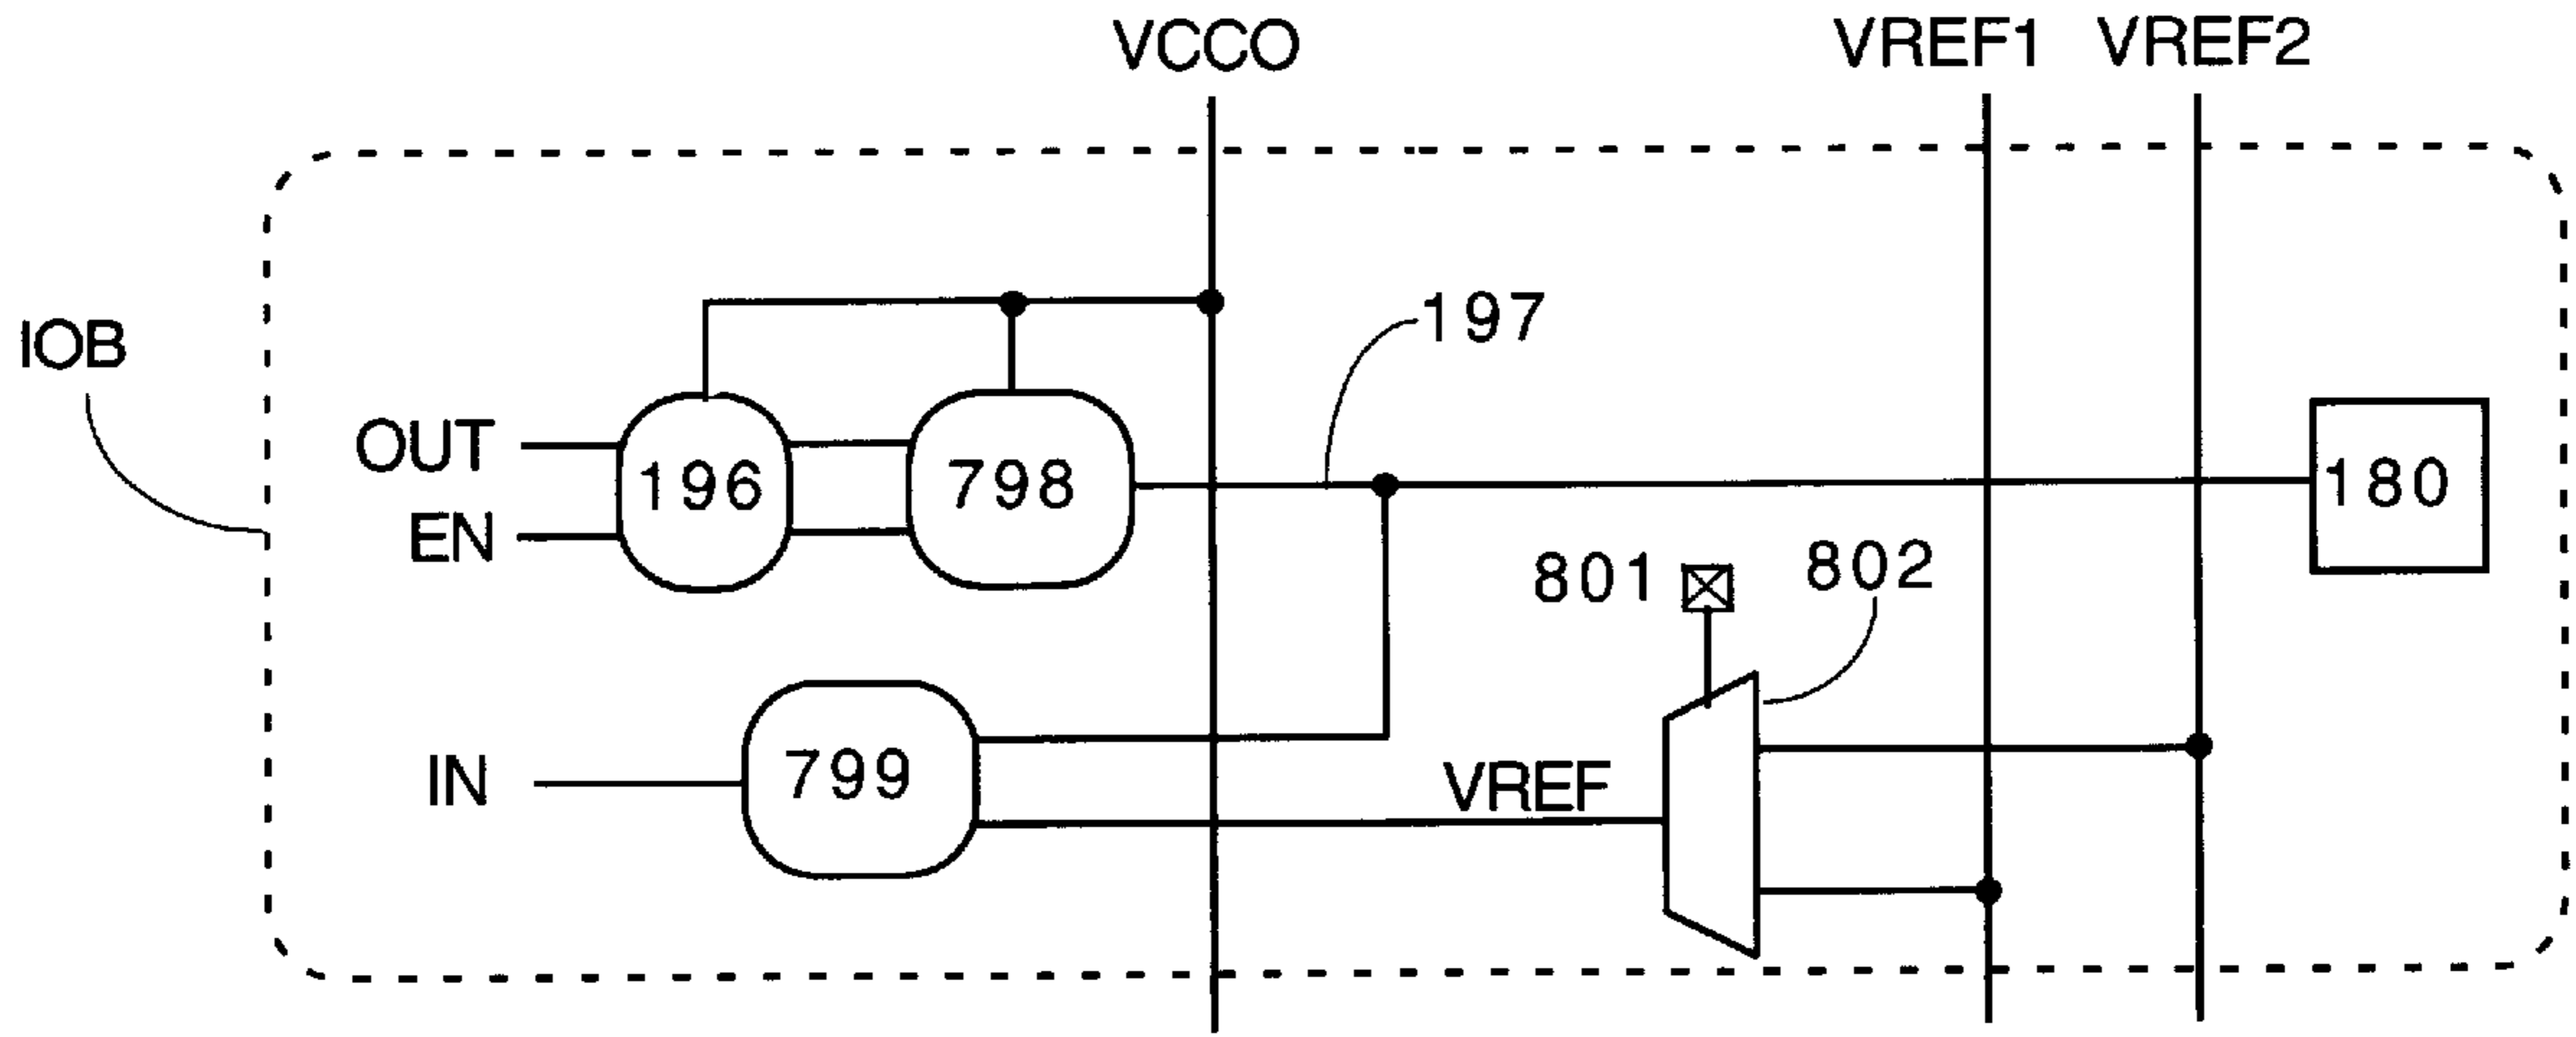 VCCO VREF1 VREF2
197
IOB
OUT
196 798 180
EN
801 802
IN 799 VREF